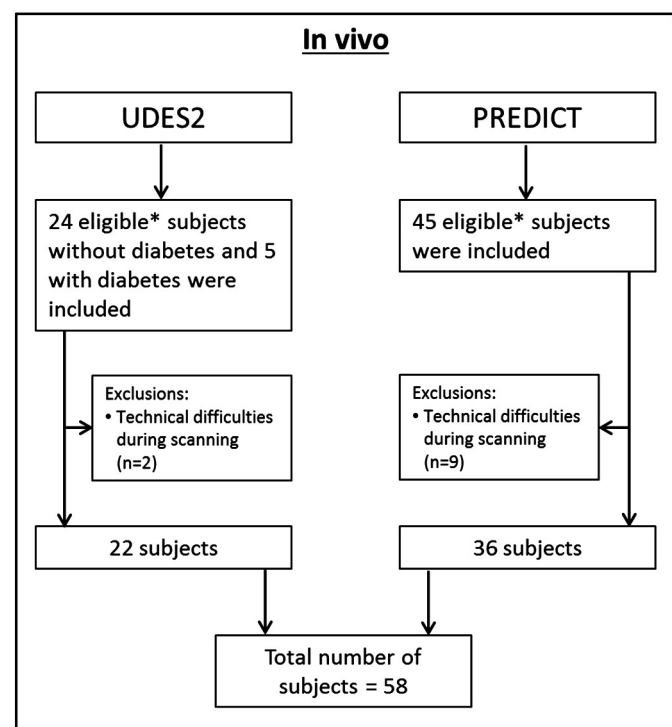 In vivo
UDES2
24 eligible* subjects
without diabetes and 5
with diabetes were
included
Exclusions:
• Technical difficulties
during scanning
(n=2)
22 subjects
PREDICT
45 eligible* subjects
were included
Exclusions:
• Technical difficulties
during scanning
(n=9)
36 subjects
Total number of
subjects = 58